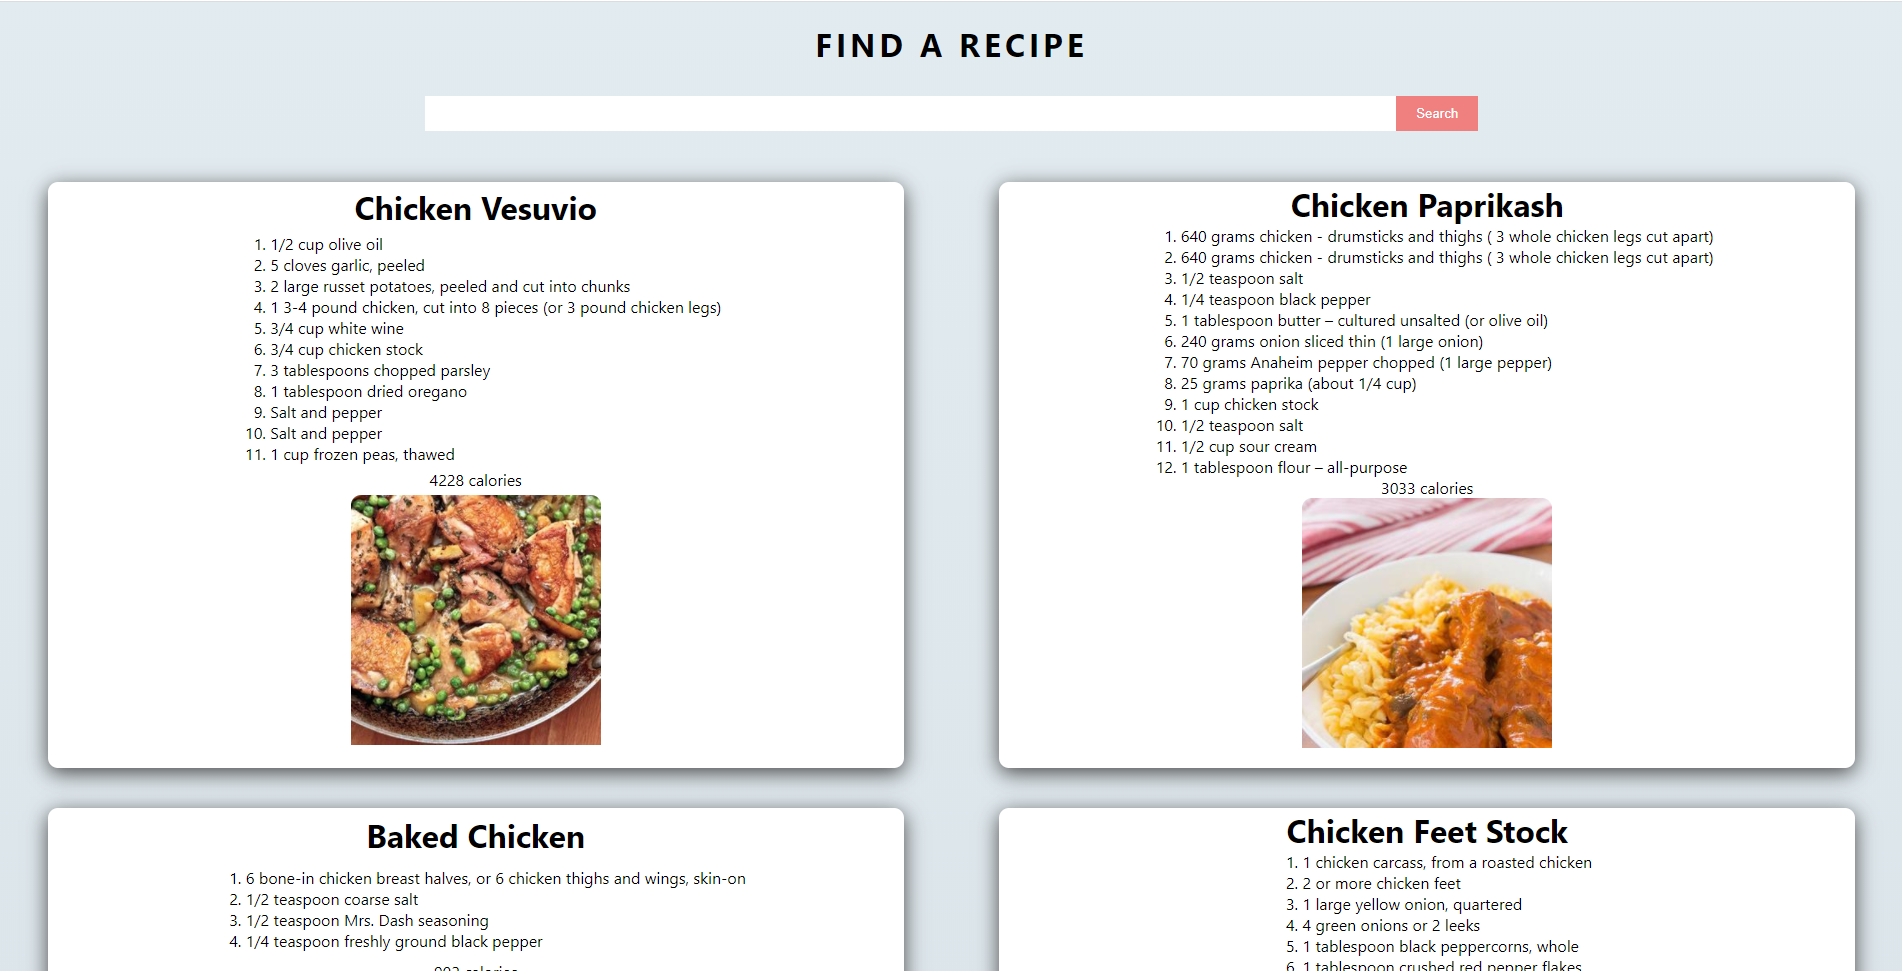 FIND A RECIPE
Search
Chicken Vesuvio
1. 1/2 cup olive oil
2. 5 cloves garlic, peeled
3. 2 large russet potatoes, peeled and cut into chunks
4. 1 3-4 pound chicken, cut into 8 pieces (or 3 pound chicken legs)
5. 3/4 cup white wine
6. 3/4 cup chicken stock
7. 3 tablespoons chopped parsley
8. 1 tablespoon dried oregano
9. Salt and pepper
10. Salt and pepper
11. 1 cup frozen peas, thawed
4228 calories
Chicken Paprikash
1. 640 grams chicken - drumsticks and thighs ( 3 whole chicken legs cut apart)
2. 640 grams chicken - drumsticks and thighs ( 3 whole chicken legs cut apart)
3. 1/2 teaspoon salt
4. 1/4 teaspoon black pepper
5. 1 tablespoon butter – cultured unsalted (or olive oil)
6. 240 grams onion sliced thin (1 large onion)
7. 70 grams Anaheim pepper chopped (1 large pepper)
8. 25 grams paprika (about 1/4 cup)
9. 1 cup chicken stock
10. 1/2 teaspoon salt
11. 1/2 cup sour cream
12. 1 tablespoon flour – all-purpose
3033 calories
Baked Chicken
1. 6 bone-in chicken breast halves, or 6 chicken thighs and wings, skin-on
2. 1/2 teaspoon coarse salt
3. 1/2 teaspoon Mrs. Dash seasoning
4. 1/4 teaspoon freshly ground black pepper
calories
Chicken Feet Stock
1. 1 chicken carcass, from a roasted chicken
2. 2 or more chicken feet
3. 1 large yellow onion, quartered
4. 4 green onions or 2 leeks
5. 1 tablespoon black peppercorns, whole
6. 1 tablespoon crushed red pepper flakes